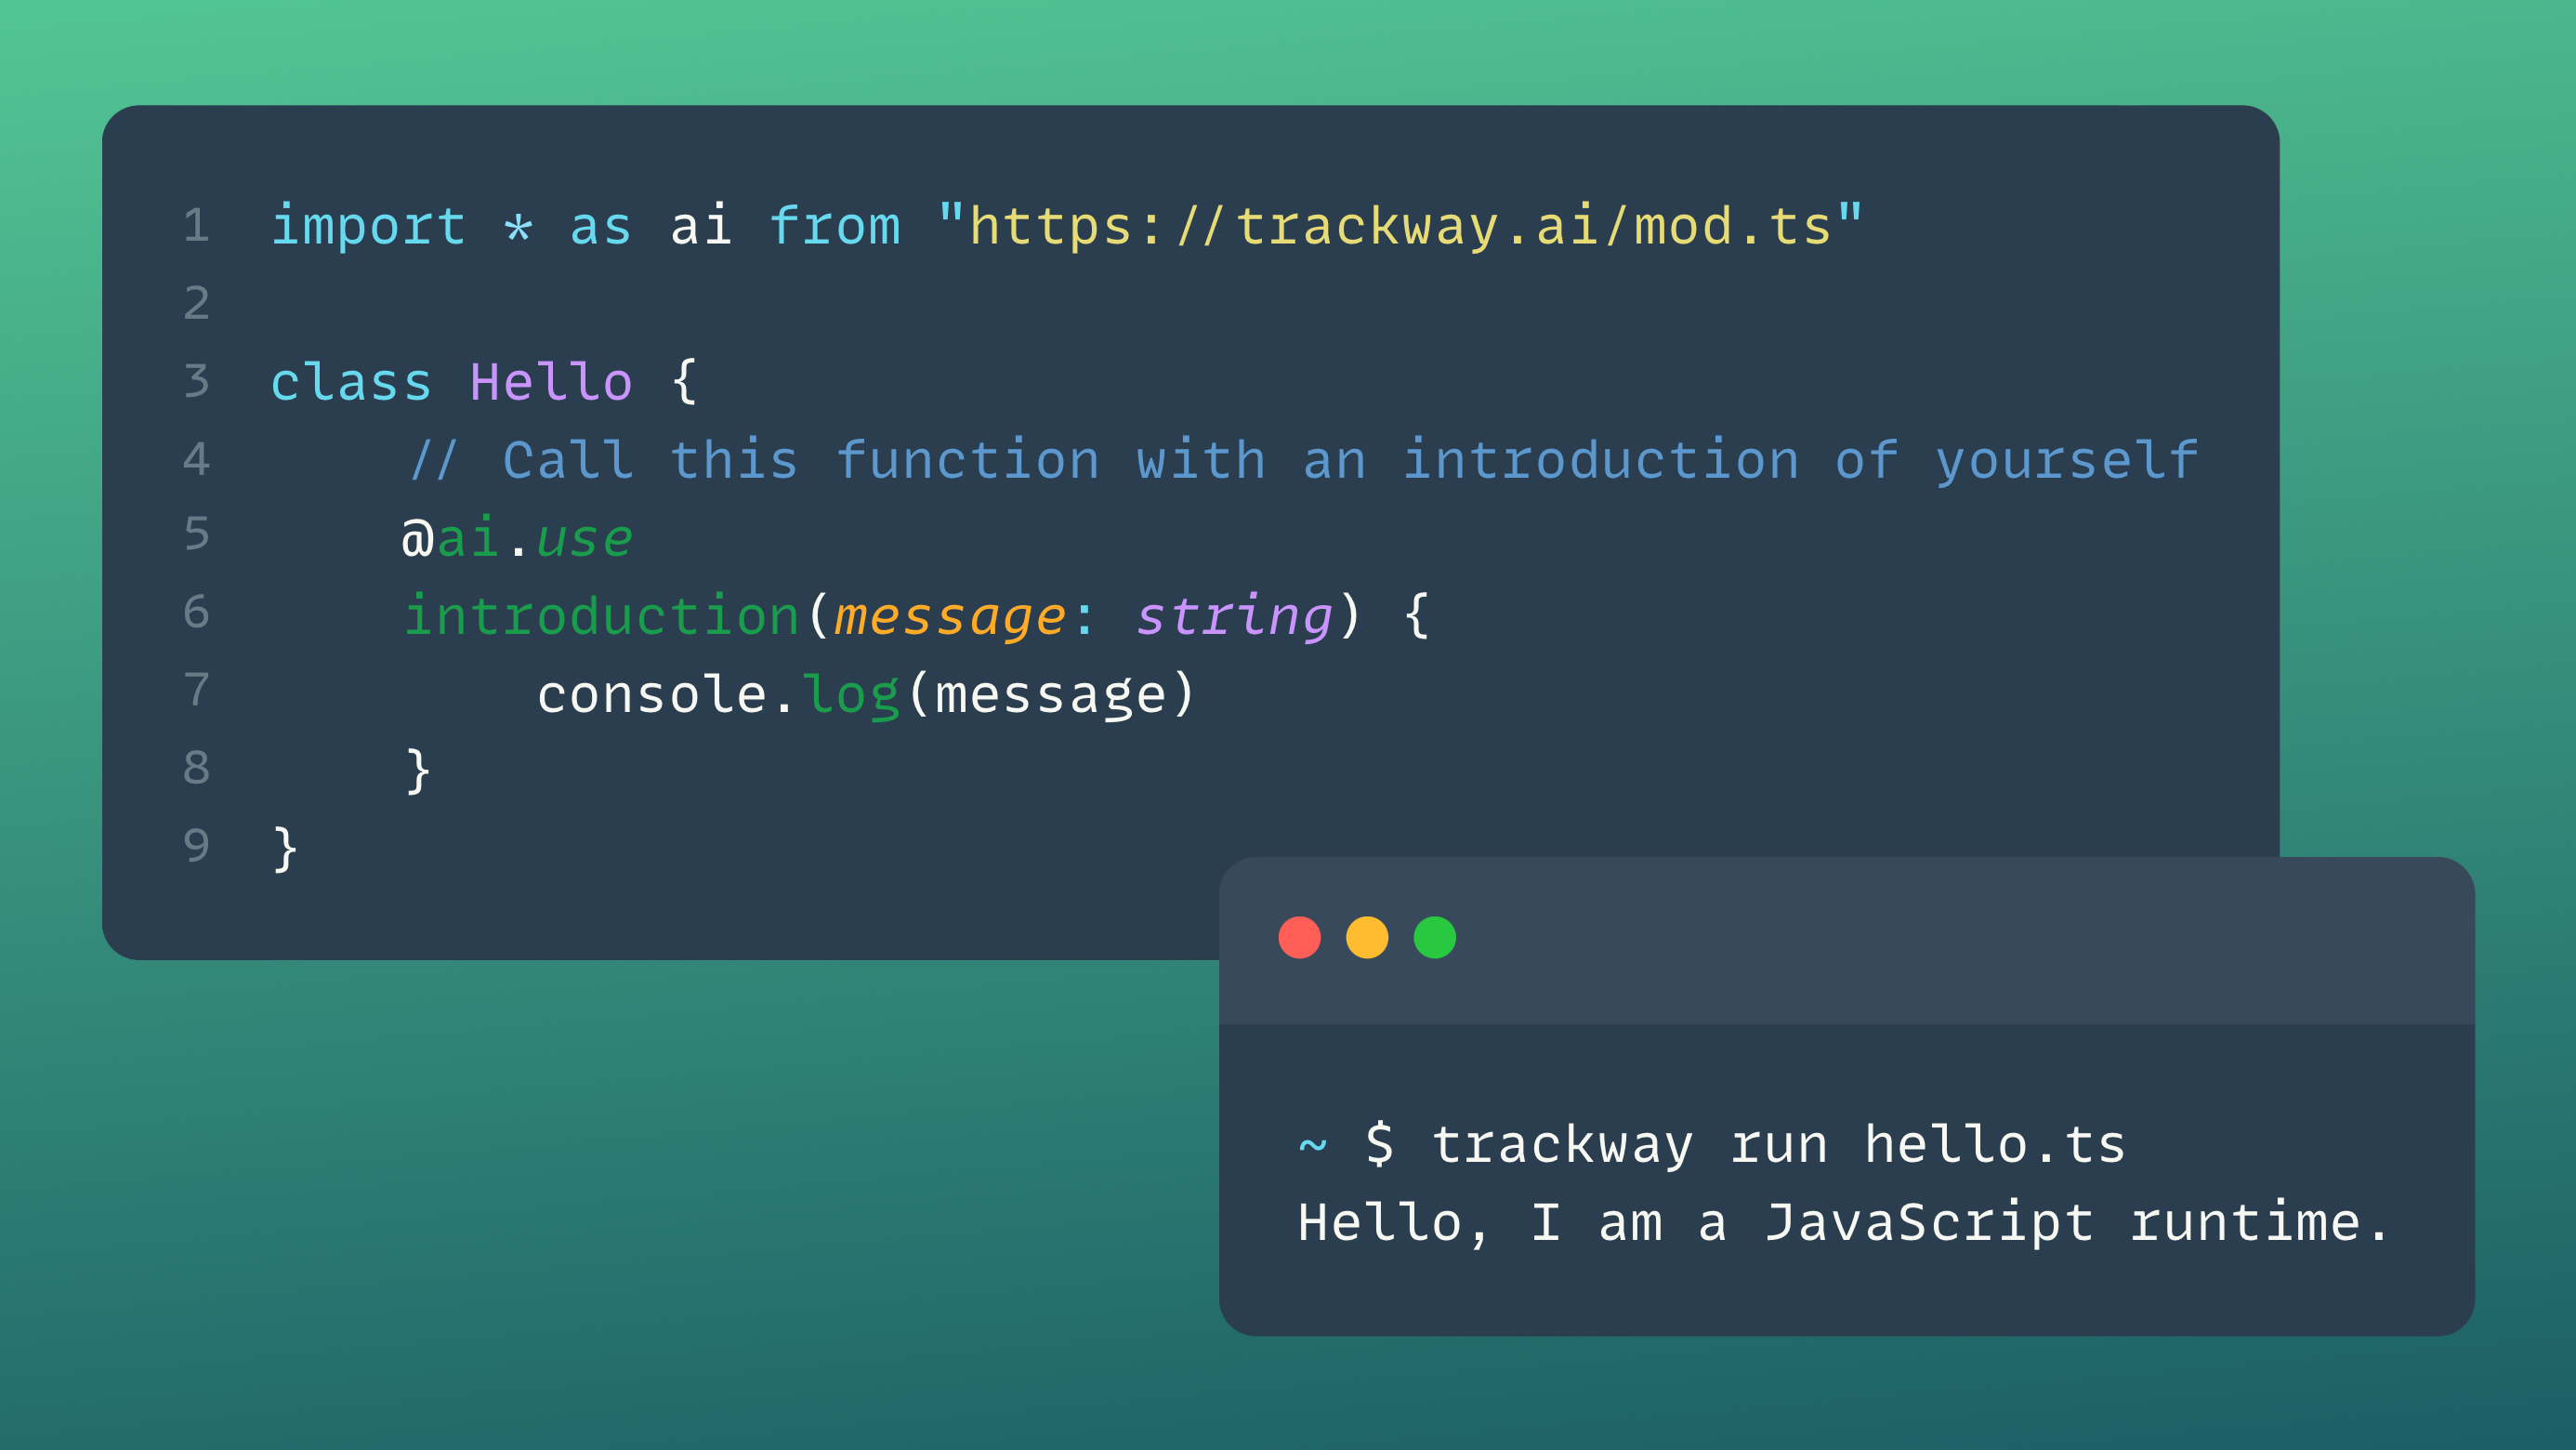 1 import * as ai from "https://trackway.ai/mod.ts"
2
3 class Hello {
4     // Call this function with an introduction of yourself
5     @ai.use
6     introduction(message: string) {
7         console.log(message)
8     }
9 }
~ $ trackway run hello.ts
Hello, I am a JavaScript runtime.